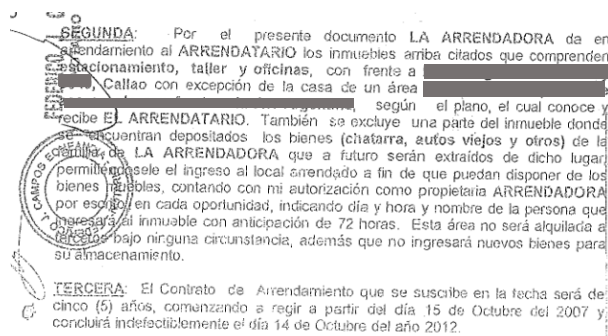 SEGUNDA: Por el presente documento LA ARRENDADORA da en
arrendamiento al ARRENDATARIO los inmuebles arriba citados que comprenden
estacionamiento, taller y oficinas, con frente a
Callao con excepción de la casa de un área
según el plano, el cual conoce y
recibe EL ARRENDATARIO. También se excluye una parte del inmueble donde
se encuentran depositados los bienes (chatarra, autos viejos y otros) de la
familia de LA ARRENDADORA que a futuro serán extraídos de dicho lugar,
permitiéndosele el ingreso al local arrendado a fin de que puedan disponer de los
bienes muebles, contando con mi autorización como propietaria ARRENDADORA
por escrito, en cada oportunidad, indicando día y hora y nombre de la persona que
ingresará al inmueble con anticipación de 72 horas. Esta área no será alquilada a
terceros bajo ninguna circunstancia, además que no ingresará nuevos bienes para
su almacenamiento.
TERCERA: El Contrato de Arrendamiento que se suscribe en la fecha será de
cinco (5) años, comenzando a regir a partir del día 15 de Octubre del 2007 y
concluirá indefectiblemente el día 14 de Octubre del año 2012.
FEDERICO J.
CAMPOS